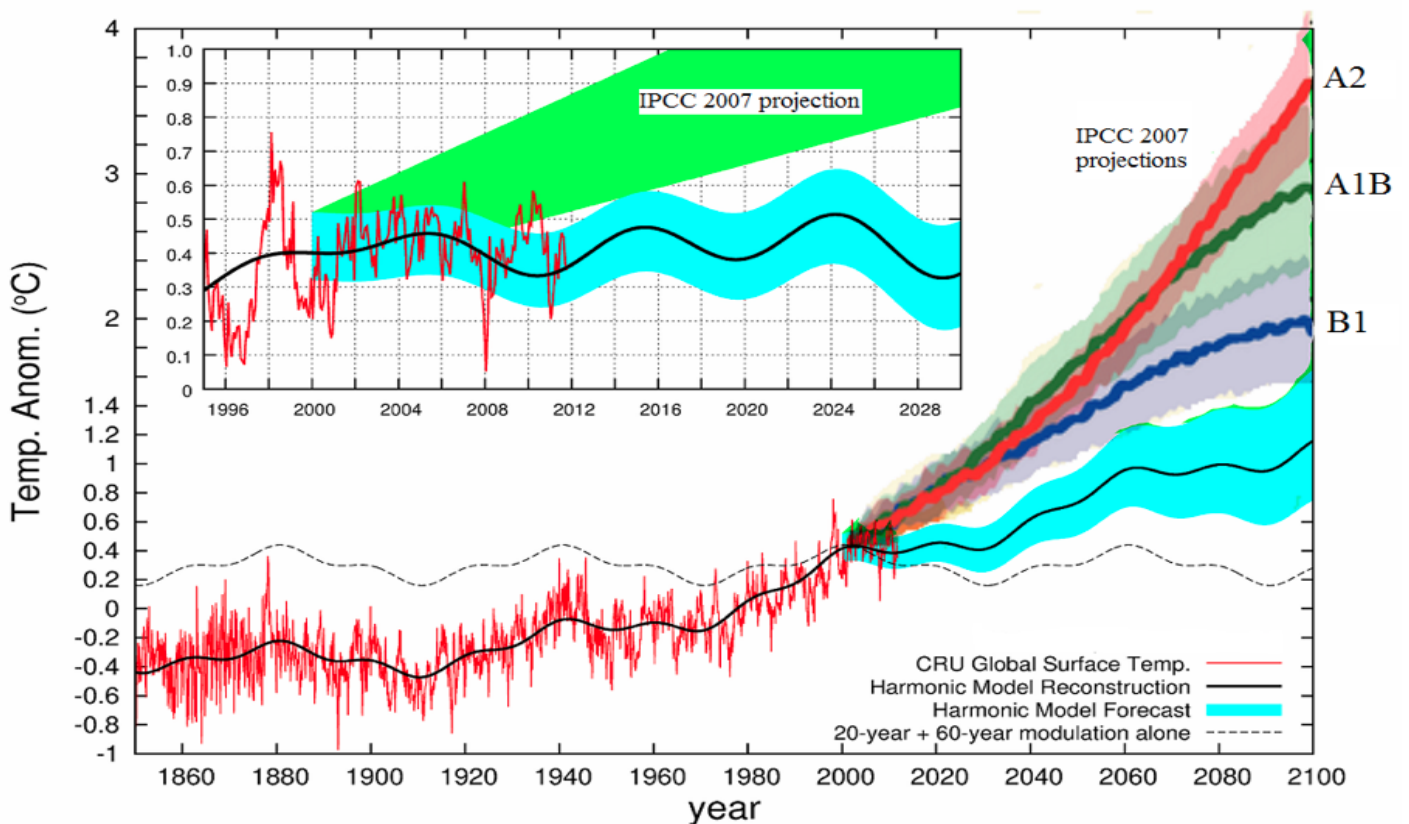 4
3
2
1.4
1.2
1
0.8
0.6
0.4
0.2
0
-0.2
-0.4
-0.6
-0.8
-1
Temp. Anom. (ºC)
1.0
0.9
0.8
0.7
0.6
0.5
0.4
0.3
0.2
0.1
0
1996 2000 2004 2008 2012 2016 2020 2024 2028
IPCC 2007 projection
IPCC 2007
projections
A2
A1B
B1
CRU Global Surface Temp.
Harmonic Model Reconstruction
Harmonic Model Forecast
20-year + 60-year modulation alone
1860 1880 1900 1920 1940 1960 1980 2000 2020 2040 2060 2080 2100
year